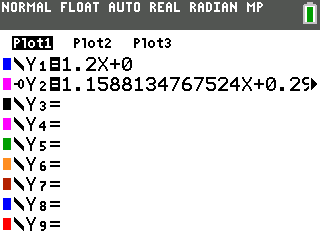 NORMAL FLOAT AUTO REAL RADIAN MP
Plot1 Plot2 Plot3
\Y1=1.2X+0
Y2=1.1588134767524X+0.29
\Y3=
\Y4=
\Y5=
\Y6=
\Y7=
\Y8=
\Y9=